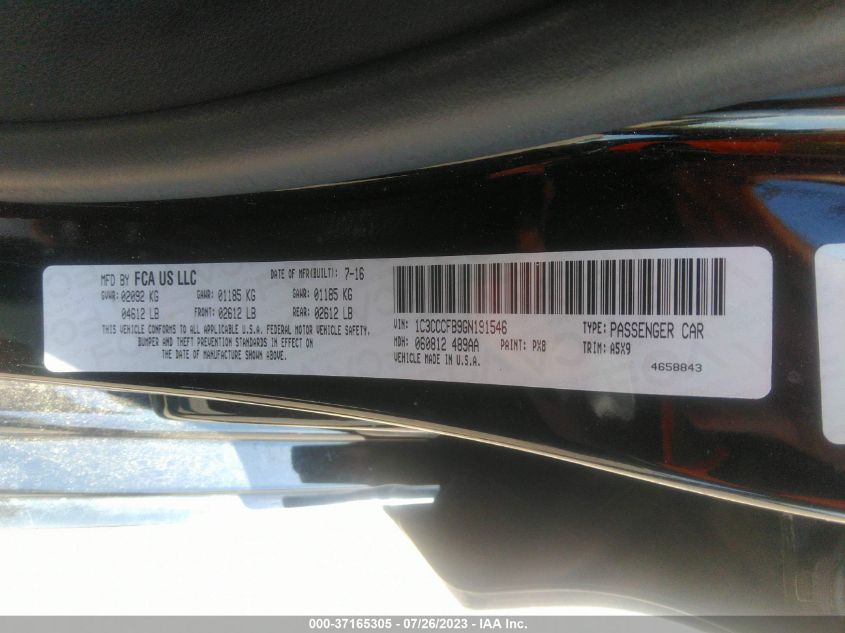 MFD BY FCA US LLC DATE OF MFR(BUILT): 7-16
GVWR: 02092 KG GAWR: 01185 KG GAWR: 01185 KG
04612 LB FRONT: 02612 LB REAR: 02612 LB
THIS VEHICLE CONFORMS TO ALL APPLICABLE U.S.A. FEDERAL MOTOR VEHICLE SAFETY,
BUMPER AND THEFT PREVENTION STANDARDS IN EFFECT ON
THE DATE OF MANUFACTURE SHOWN ABOVE.
VIN: 1C3CCCFB9GN191546 TYPE: PASSENGER CAR
MDH: 060812 489AA PAINT: PX8 TRIM: A5X9
VEHICLE MADE IN U.S.A.
4658843
000-37165305 - 07/26/2023 - IAA Inc.